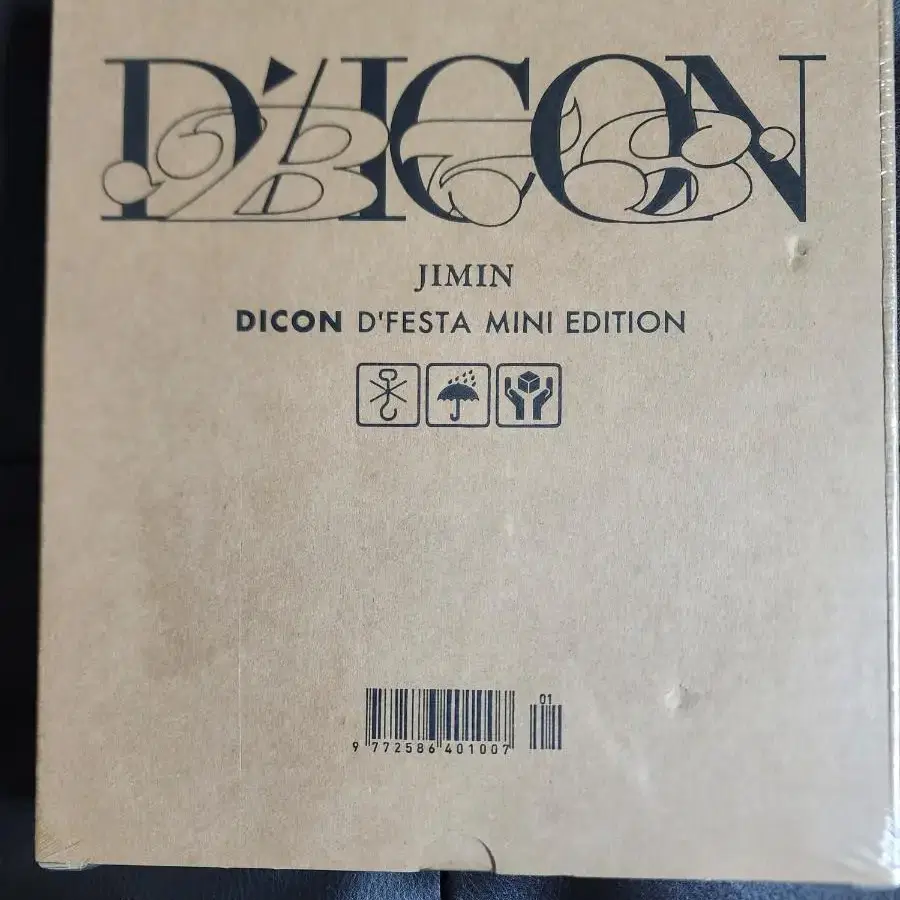 D'ICON
JIMIN
DICON D'FESTA MINI EDITION
01
9 772586 401007